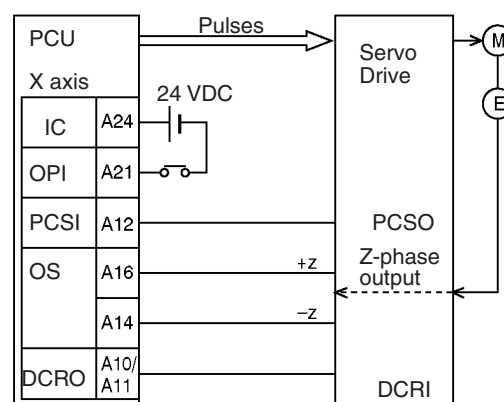 PCU
Pulses
Servo
Drive
M
E
X axis
24 VDC
IC
A24
OPI
A21
PCSI
A12
PCSO
OS
A16
+z
Z-phase
output
A14
–z
DCRO
A10/
A11
DCRI